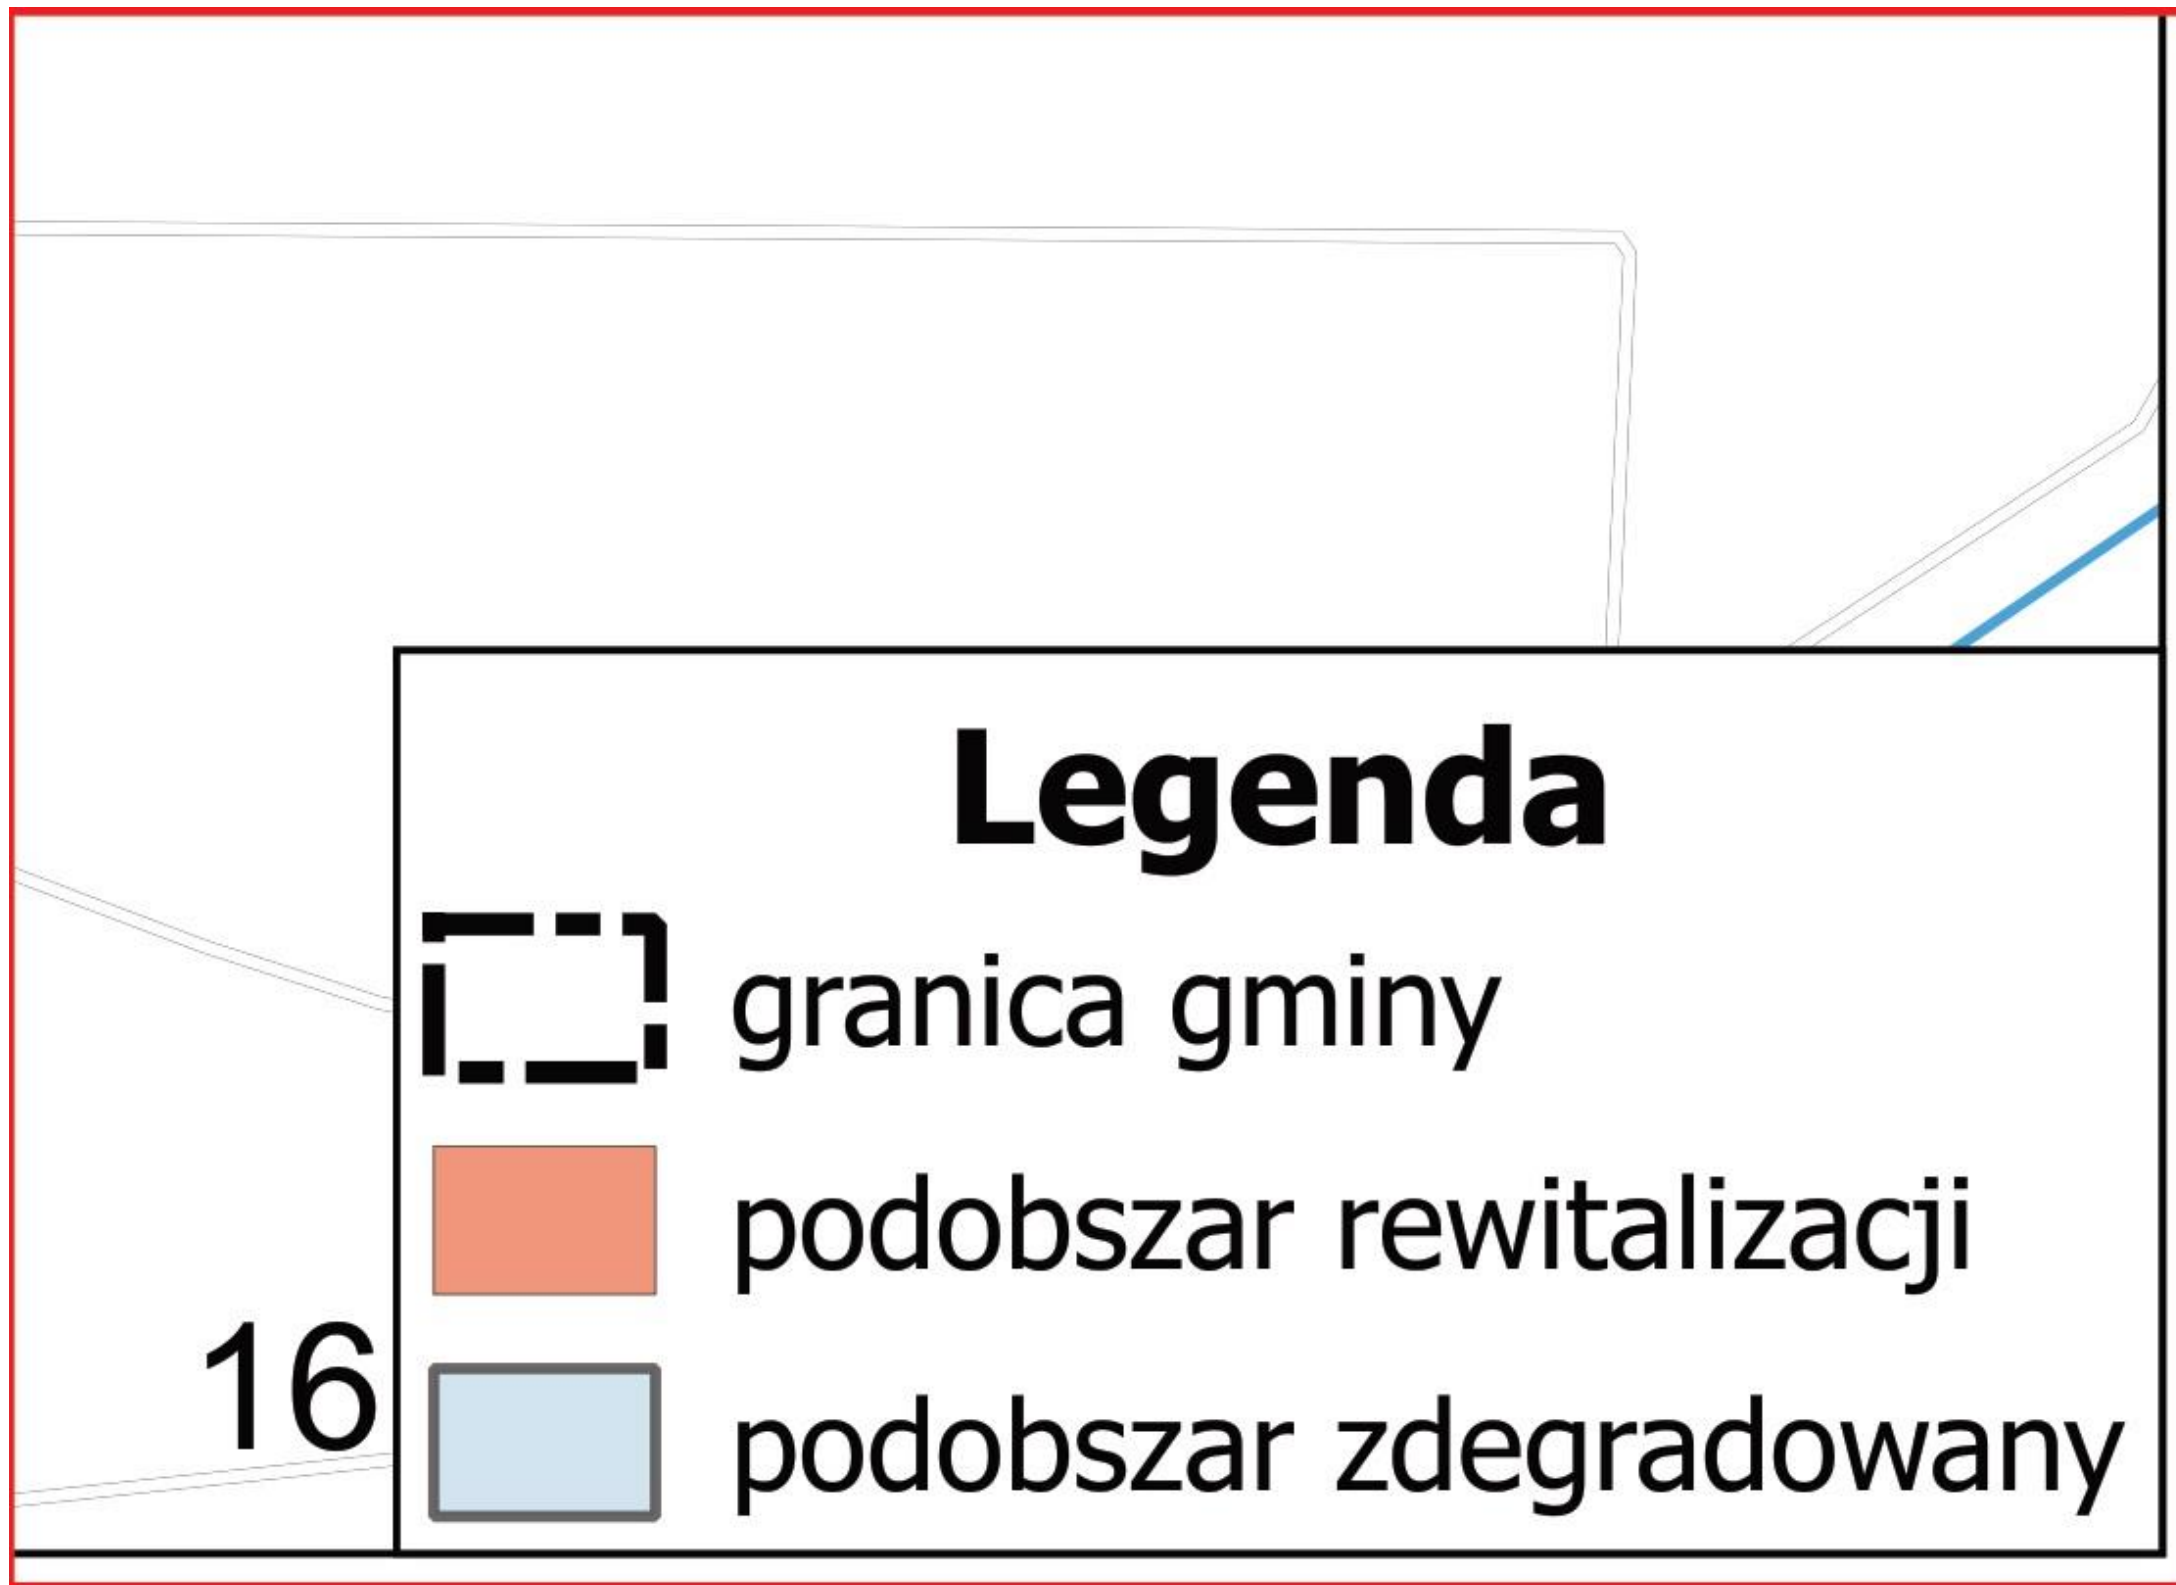 Legenda
granica gminy
podobszar rewitalizacji
16
podobszar zdegradowany